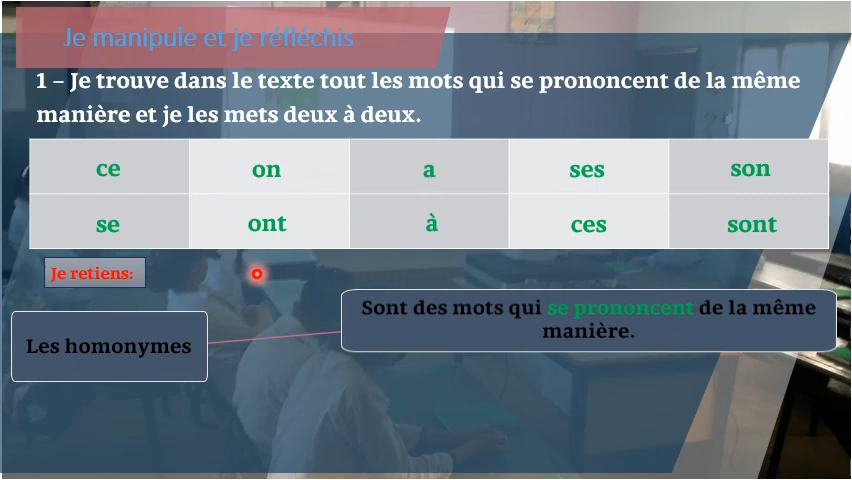 Je manipule et je réfléchis
1 – Je trouve dans le texte tout les mots qui se prononcent de la même
manière et je les mets deux à deux.
ce on a ses son
se ont à ces sont
Je retiens:
Sont des mots qui se prononcent de la même
manière.
Les homonymes